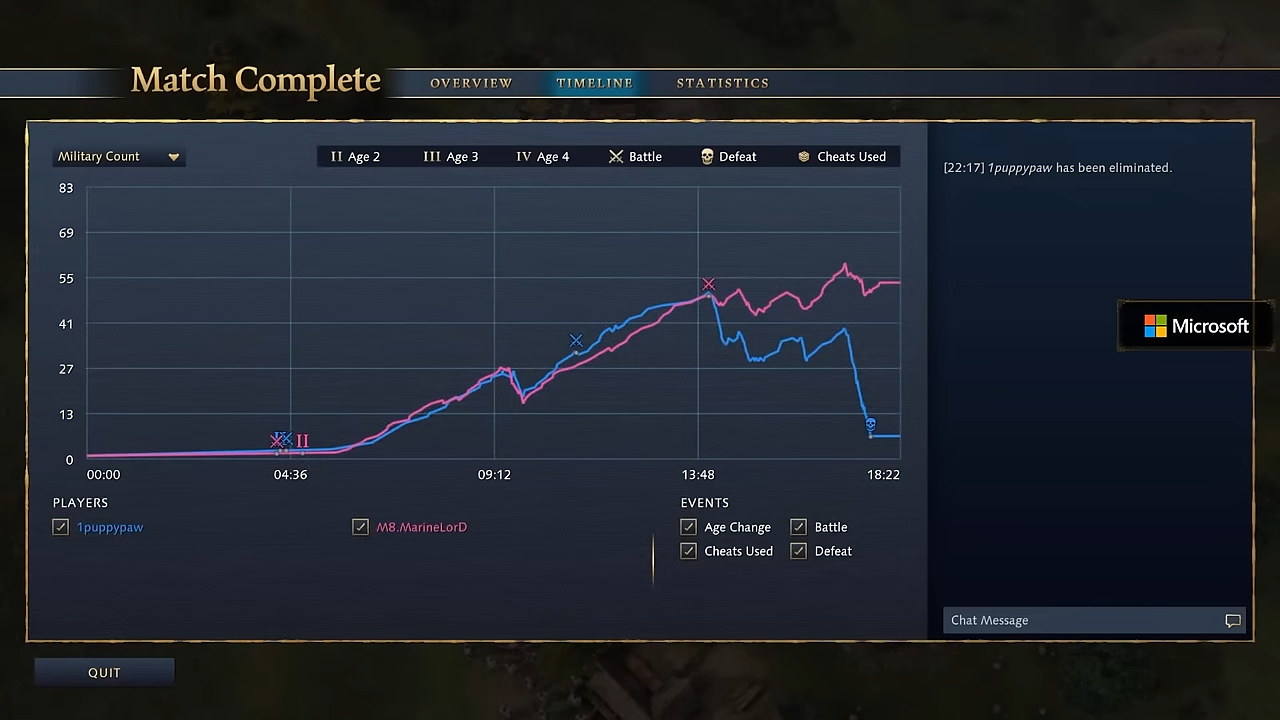 Match Complete
OVERVIEW TIMELINE STATISTICS
Military Count
II Age 2 III Age 3 IV Age 4 Battle Defeat Cheats Used
[22:17] 1puppypaw has been eliminated.
83
69
55
41
27
13
0
II
00:00 04:36 09:12 13:48 18:22
Microsoft
PLAYERS
1puppypaw M8.MarineLorD
EVENTS
Age Change Battle
Cheats Used Defeat
Chat Message
QUIT